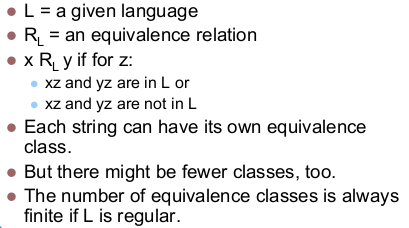 L = a given language
RL = an equivalence relation
x RL y if for z:
xz and yz are in L or
xz and yz are not in L
Each string can have its own equivalence
class.
But there might be fewer classes, too.
The number of equivalence classes is always
finite if L is regular.